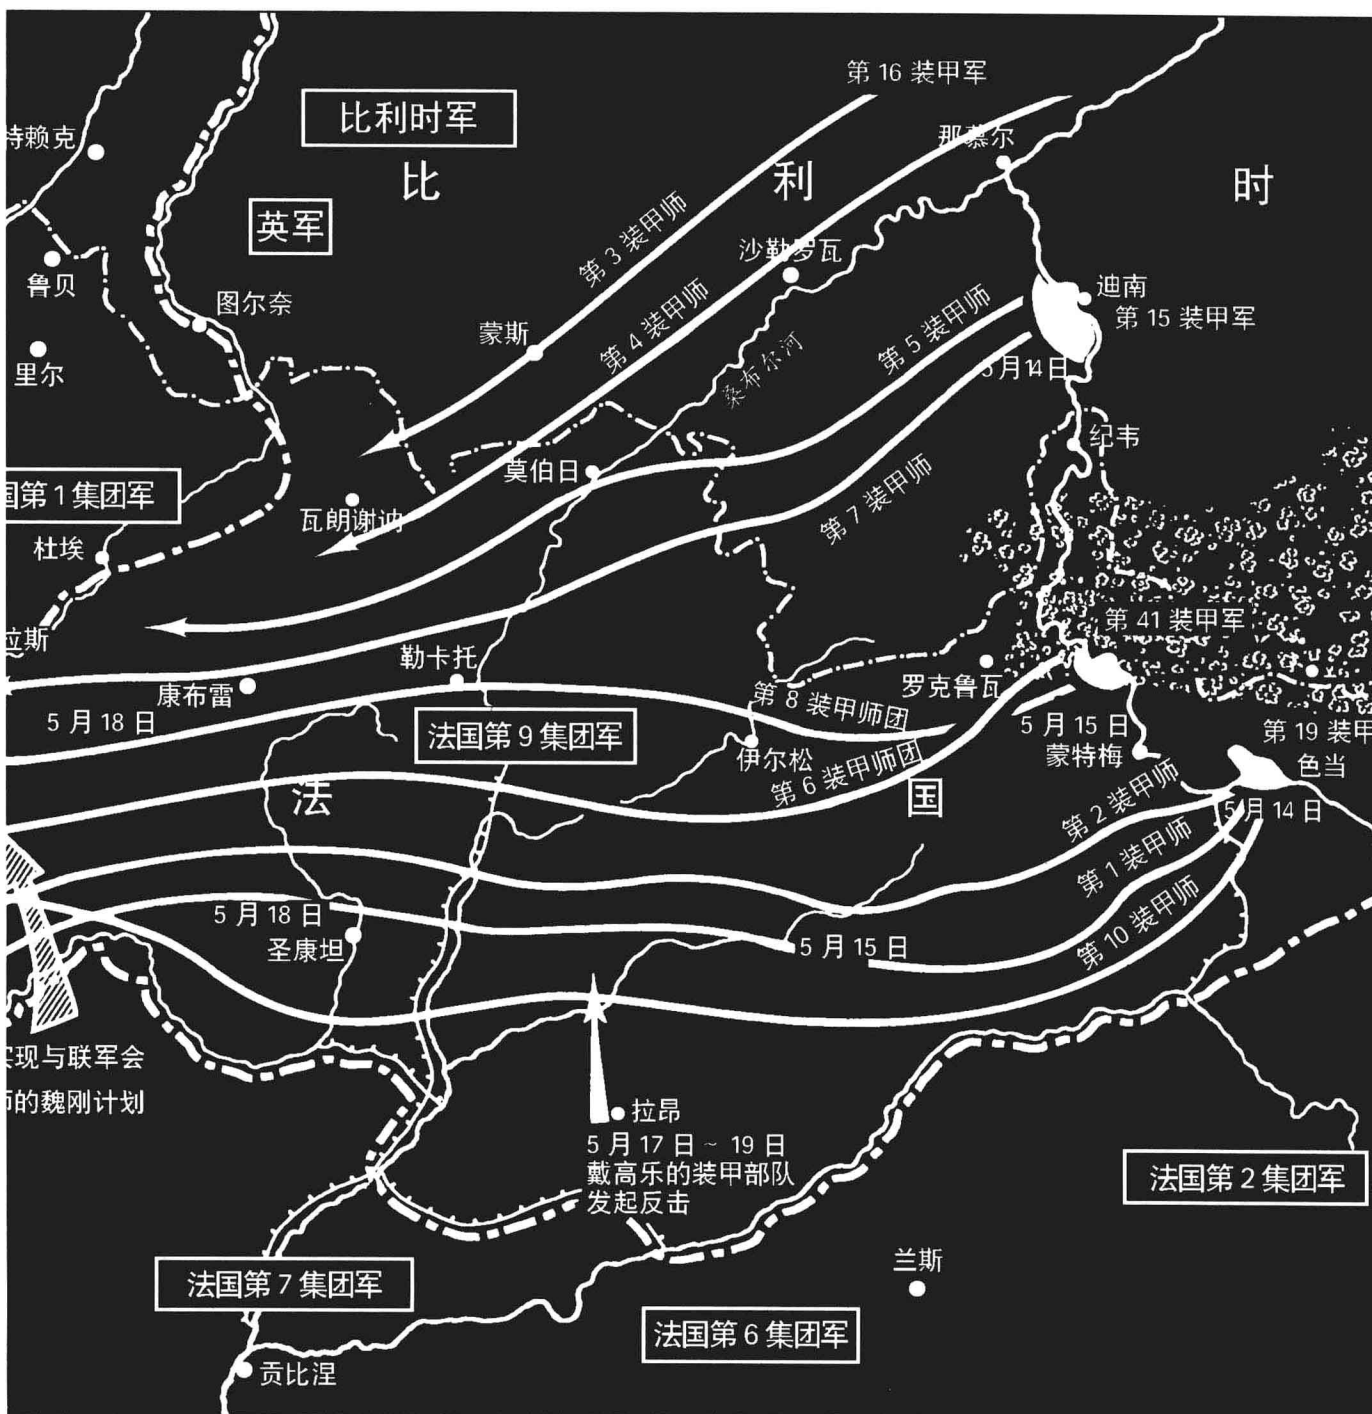 第 16 装甲军
比利时军
特赖克
那慕尔
比
利
时
英军
第 3 装甲师
沙勒罗瓦
鲁贝
图尔奈
迪南
第 15 装甲军
第 5 装甲师
蒙斯
第 4 装甲师
里尔
桑布尔河
5月14日
纪韦
莫伯日
国第 1 集团军
瓦朗谢讷
第 7 装甲师
杜埃
第 41 装甲军
拉斯
勒卡托
康布雷
罗克鲁瓦
第 8 装甲师团
5 月 18 日
法国第 9 集团军
5 月 15 日
蒙特梅
第 19 装甲
色当
伊尔松
第 6 装甲师团
法
国
第 2 装甲师
5月 14 日
第 1 装甲师
5 月 18 日
圣康坦
5 月 15 日
第 10 装甲师
实现与联军会
师的魏刚计划
拉昂
5 月 17 日 ~ 19 日
戴高乐的装甲部队
发起反击
法国第 2 集团军
兰斯
法国第 7 集团军
法国第 6 集团军
贡比涅